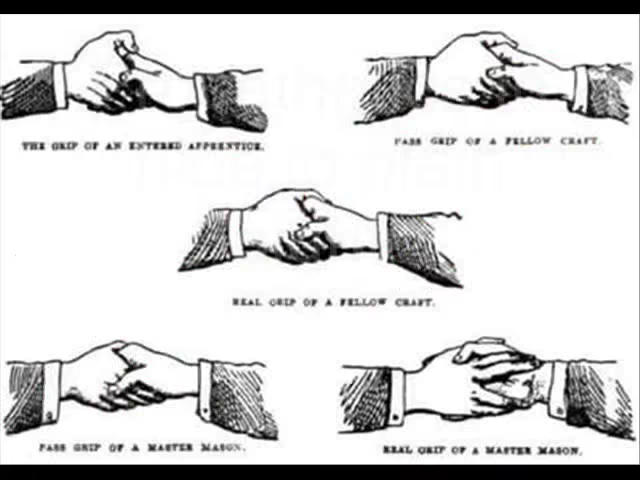 THE GRIP OF AN ENTERED APPRENTICE.
PASS GRIP OF A FELLOW CRAFT.
REAL GRIP OF A FELLOW CRAFT.
PASS GRIP OF A MASTER MASON.
REAL GRIP OF A MASTER MASON.